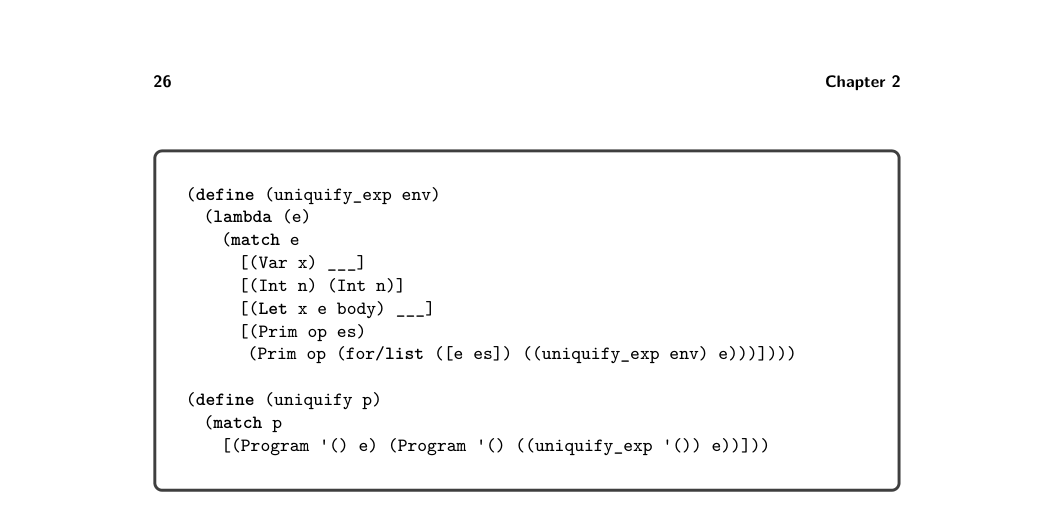 26 Chapter 2
(define (uniquify_exp env)
  (lambda (e)
    (match e
      [(Var x) ___]
      [(Int n) (Int n)]
      [(Let x e body) ___]
      [(Prim op es)
       (Prim op (for/list ([e es]) ((uniquify_exp env) e)))])))
(define (uniquify p)
  (match p
    [(Program '() e) (Program '() ((uniquify_exp '()) e))]))